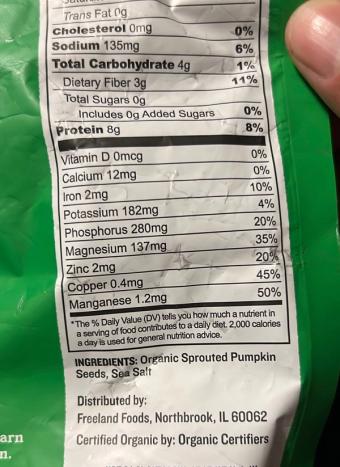 Trans Fat 0g
Cholesterol 0mg 0%
Sodium 135mg 6%
Total Carbohydrate 4g 1%
Dietary Fiber 3g 11%
Total Sugars 0g
Includes 0g Added Sugars 0%
Protein 8g 8%
Vitamin D 0mcg 0%
Calcium 12mg 0%
Iron 2mg 10%
Potassium 182mg 4%
Phosphorus 280mg 20%
Magnesium 137mg 35%
Zinc 2mg 20%
Copper 0.4mg 45%
Manganese 1.2mg 50%
*The % Daily Value (DV) tells you how much a nutrient in
a serving of food contributes to a daily diet. 2,000 calories
a day is used for general nutrition advice.
INGREDIENTS: Organic Sprouted Pumpkin
Seeds, Sea Salt
Distributed by:
Freeland Foods, Northbrook, IL 60062
Certified Organic by: Organic Certifiers
arn
n.